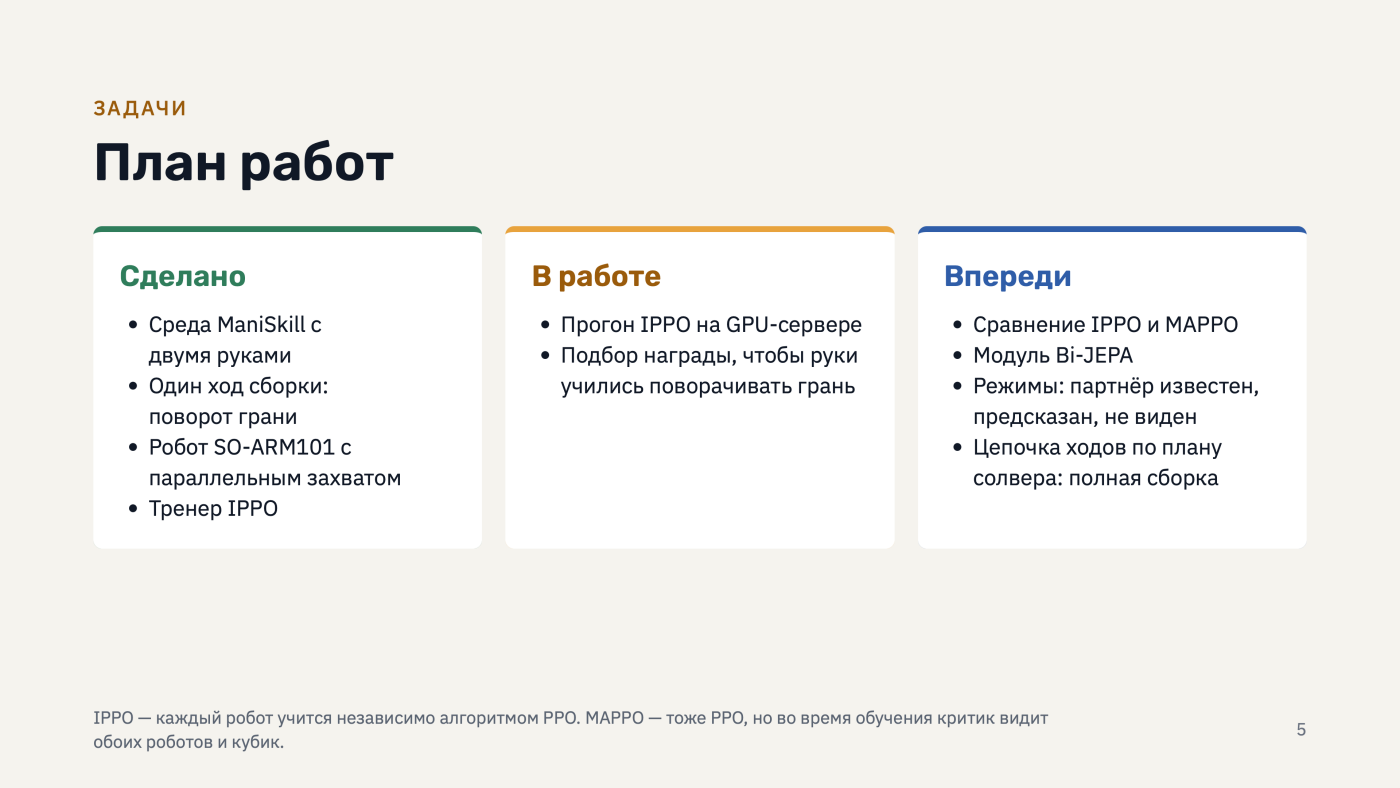 ЗАДАЧИ
План работ
Сделано
• Среда ManiSkill с
двумя руками
• Один ход сборки:
поворот грани
• Робот SO-ARM101 с
параллельным захватом
• Тренер IPPO
В работе
• Прогон IPPO на GPU-сервере
• Подбор награды, чтобы руки
учились поворачивать грань
Впереди
• Сравнение IPPO и MAPPO
• Модуль Bi-JEPA
• Режимы: партнёр известен,
предсказан, не виден
• Цепочка ходов по плану
солвера: полная сборка
IPPO — каждый робот учится независимо алгоритмом PPO. MAPPO — тоже PPO, но во время обучения критик видит
обоих роботов и кубик.
5